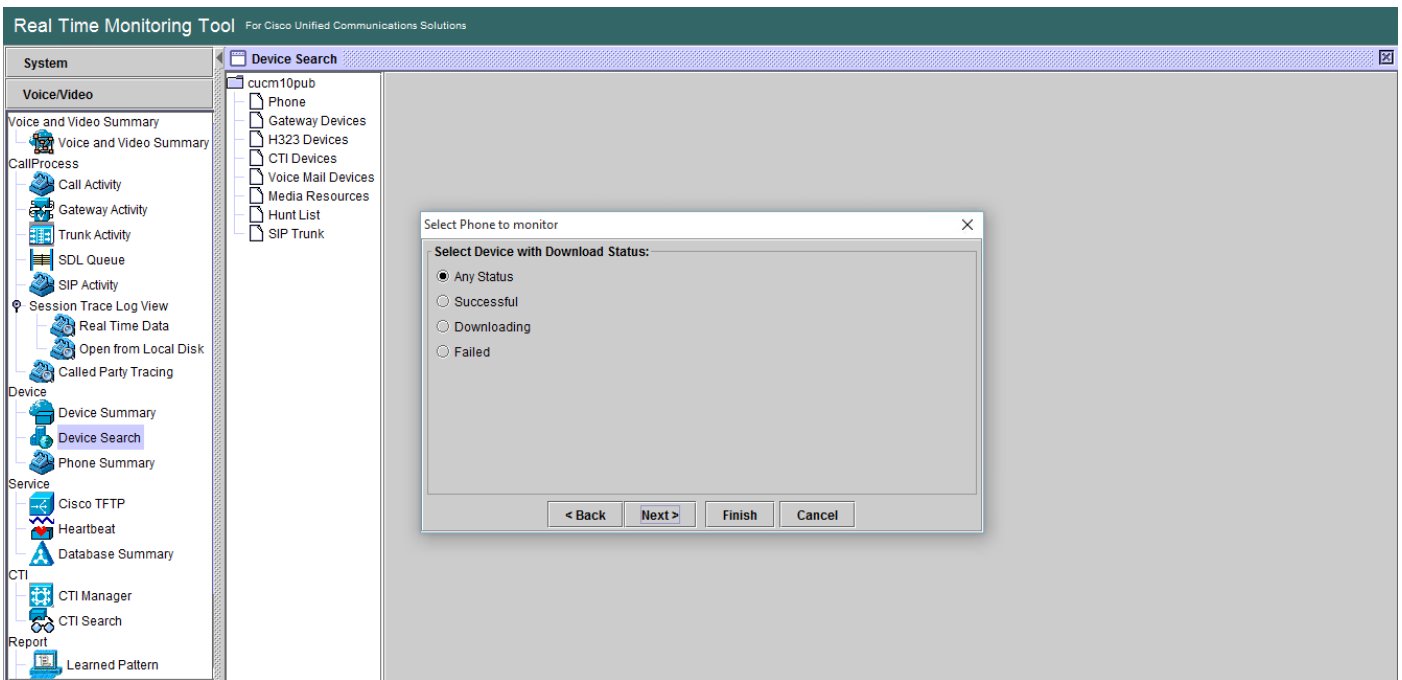 Real Time Monitoring Tool For Cisco Unified Communications Solutions
System
Voice/Video
Voice and Video Summary
Voice and Video Summary
CallProcess
Call Activity
Gateway Activity
Trunk Activity
SDL Queue
SIP Activity
Session Trace Log View
Real Time Data
Open from Local Disk
Called Party Tracing
Device
Device Summary
Device Search
Phone Summary
Service
Cisco TFTP
Heartbeat
Database Summary
CTI
CTI Manager
CTI Search
Report
Learned Pattern
Device Search
cucm10pub
Phone
Gateway Devices
H323 Devices
CTI Devices
Voice Mail Devices
Media Resources
Hunt List
SIP Trunk
Select Phone to monitor
Select Device with Download Status:
Any Status
Successful
Downloading
Failed
< Back Next > Finish Cancel